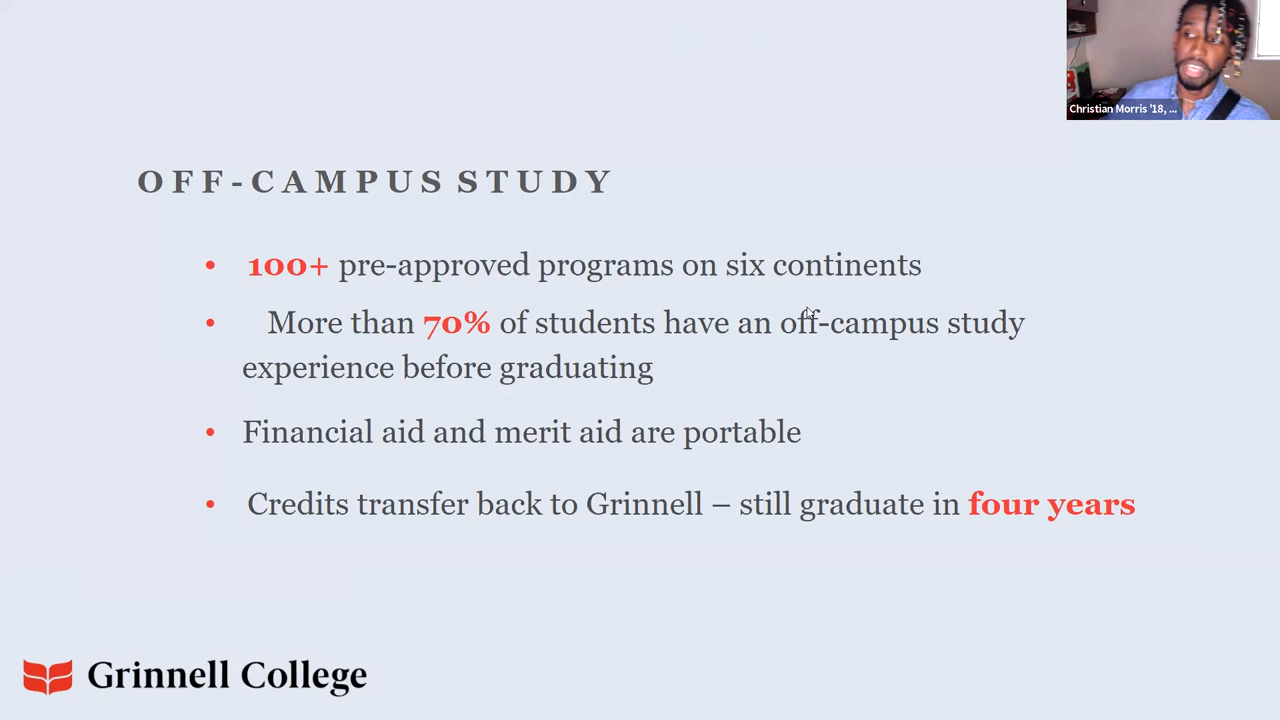 Christian Morris '18, ...
OFF-CAMPUS STUDY
• 100+ pre-approved programs on six continents
• More than 70% of students have an off-campus study
experience before graduating
• Financial aid and merit aid are portable
• Credits transfer back to Grinnell – still graduate in four years
Grinnell College